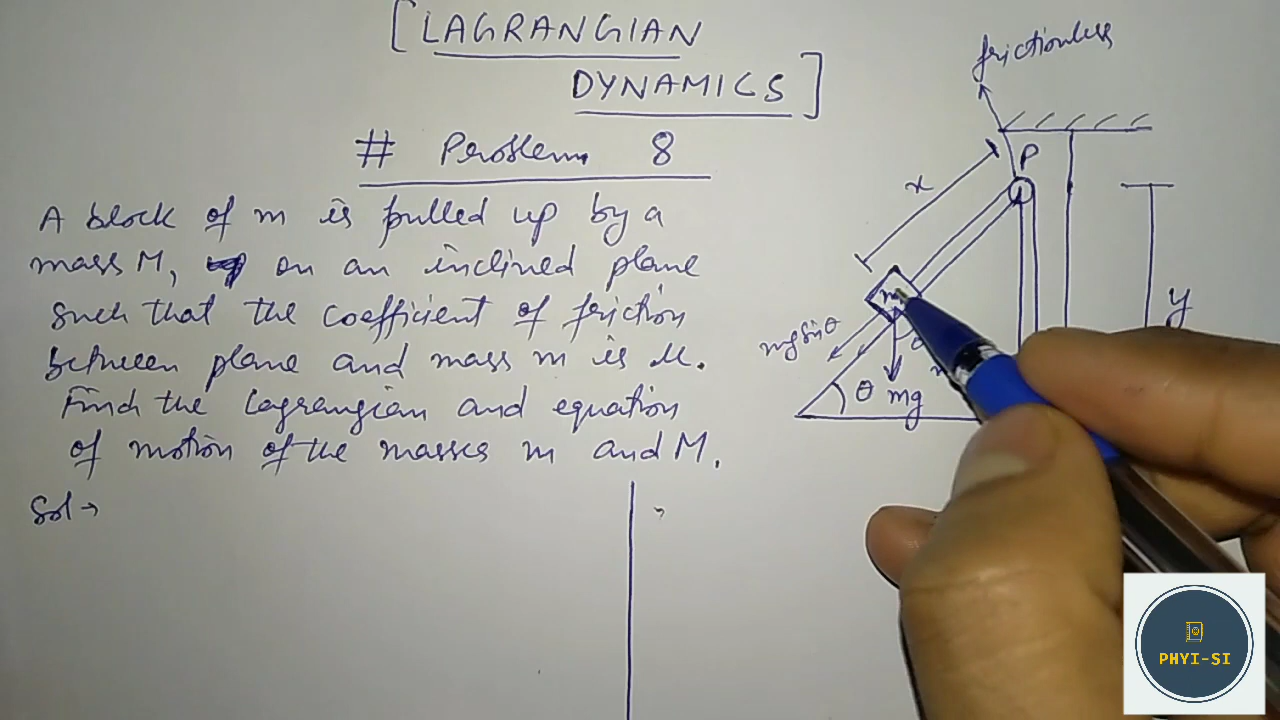 [LAGRANGIAN
DYNAMICS]
# Problem 8
A block of m is pulled up by a
mass M, on an inclined plane
such that the coefficient of friction
between plane and mass m is μ.
Find the Lagrangian and equation
of motion of the masses m and M.
Sol →
frictionless
P
x
y
m
mg sinθ
θ
mg
PHYI-SI